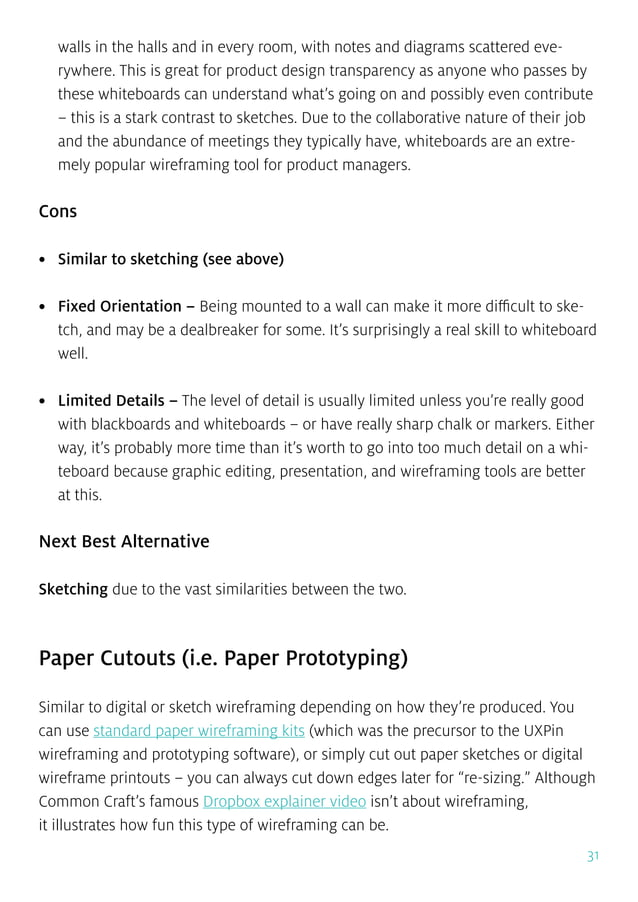 walls in the halls and in every room, with notes and diagrams scattered eve-
rywhere. This is great for product design transparency as anyone who passes by
these whiteboards can understand what’s going on and possibly even contribute
– this is a stark contrast to sketches. Due to the collaborative nature of their job
and the abundance of meetings they typically have, whiteboards are an extre-
mely popular wireframing tool for product managers.
Cons
• Similar to sketching (see above)
• Fixed Orientation – Being mounted to a wall can make it more difficult to ske-
tch, and may be a dealbreaker for some. It’s surprisingly a real skill to whiteboard
well.
• Limited Details – The level of detail is usually limited unless you’re really good
with blackboards and whiteboards – or have really sharp chalk or markers. Either
way, it’s probably more time than it’s worth to go into too much detail on a whi-
teboard because graphic editing, presentation, and wireframing tools are better
at this.
Next Best Alternative
Sketching due to the vast similarities between the two.
Paper Cutouts (i.e. Paper Prototyping)
Similar to digital or sketch wireframing depending on how they’re produced. You
can use standard paper wireframing kits (which was the precursor to the UXPin
wireframing and prototyping software), or simply cut out paper sketches or digital
wireframe printouts – you can always cut down edges later for “re-sizing.” Although
Common Craft’s famous Dropbox explainer video isn’t about wireframing,
it illustrates how fun this type of wireframing can be.
31